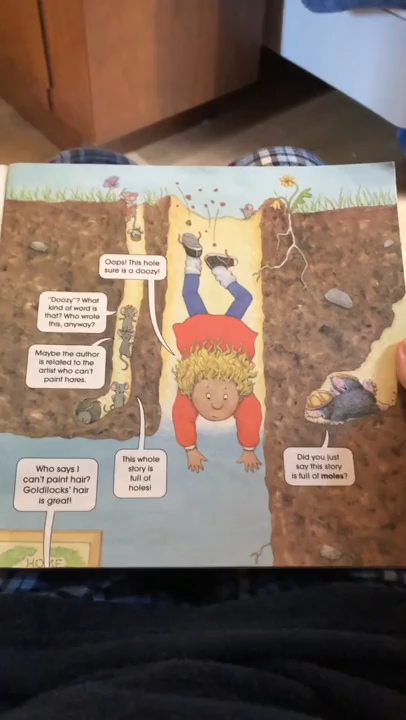 Oops! This hole
sure is a doozy!
"Doozy"? What
kind of word is
that? Who wrote
this, anyway?
Maybe the author
is related to the
artist who can't
paint hares.
This whole
story is
full of
holes!
Did you just
say this story
is full of moles?
Who says I
can't paint hair?
Goldilocks' hair
is great!
HOME